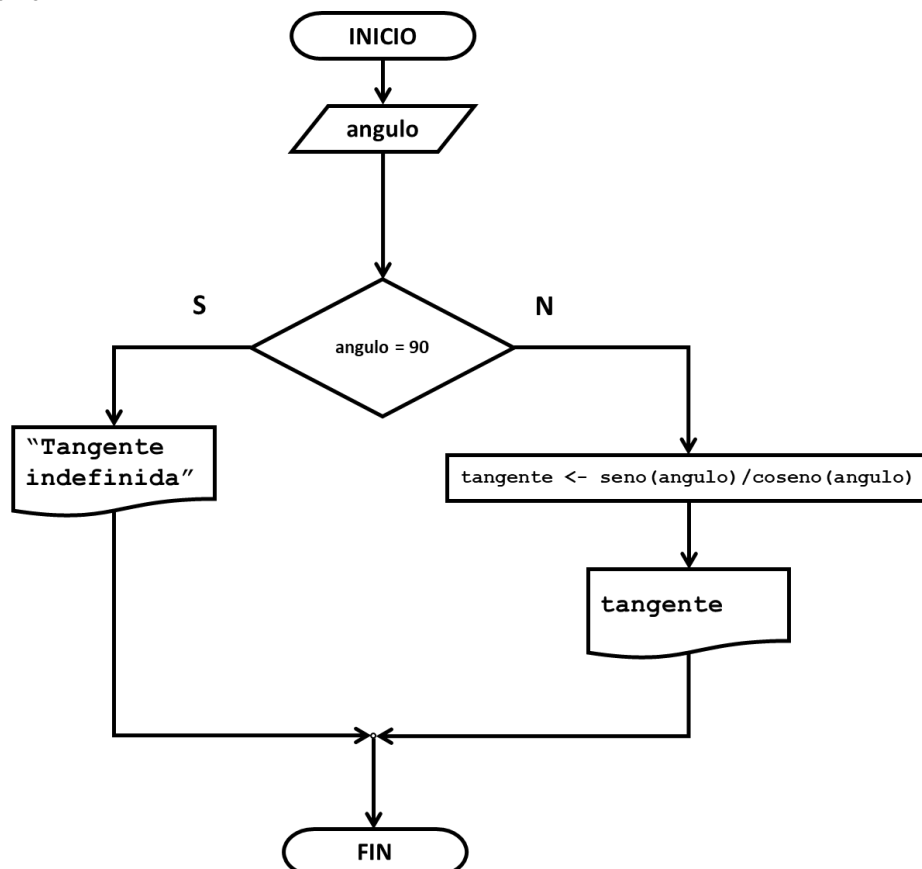 INICIO
angulo
S
N
angulo = 90
“Tangente
indefinida”
tangente <- seno(angulo)/coseno(angulo)
tangente
FIN